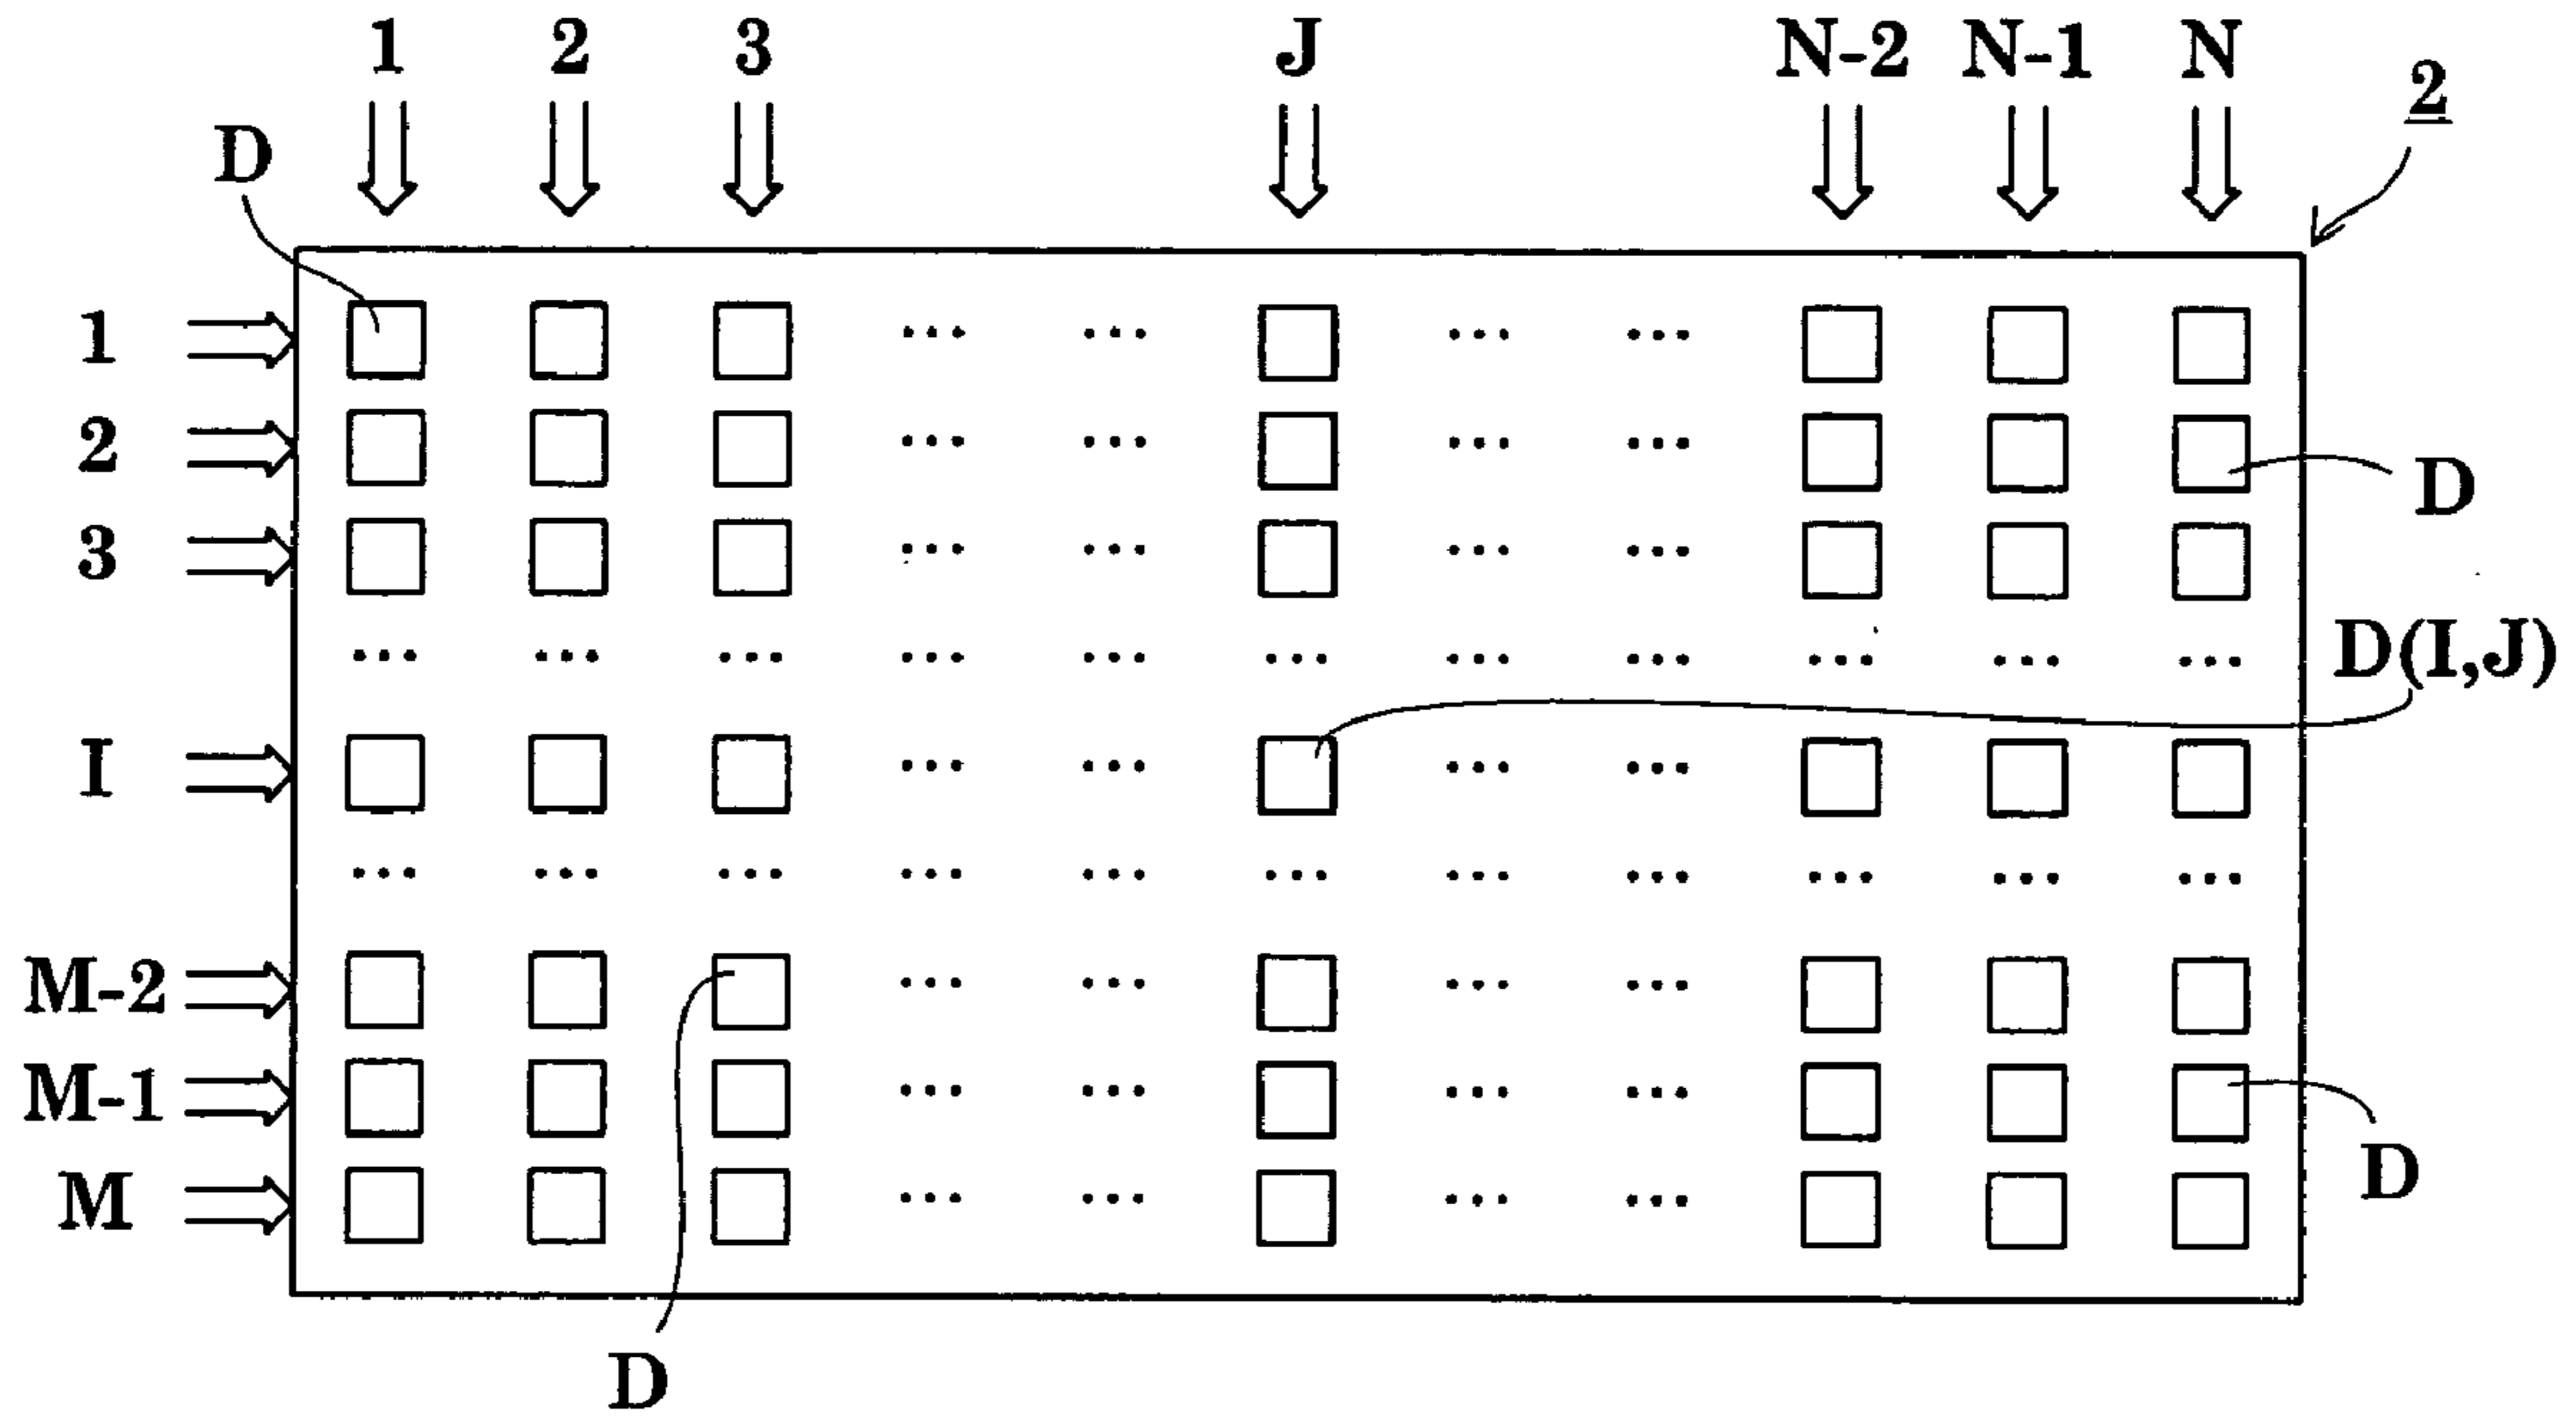 1 2 3 J N-2 N-1 N
2
D
1 ... ... ... ...
2 ... ... ... ...
D
3 ... ... ... ...
... ... ... ... ... ... ... ... ... ... ...
D(I,J)
I ... ... ... ...
... ... ... ... ... ... ... ... ... ... ...
M-2 ... ... ... ...
M-1 ... ... ... ...
D
M ... ... ... ...
D